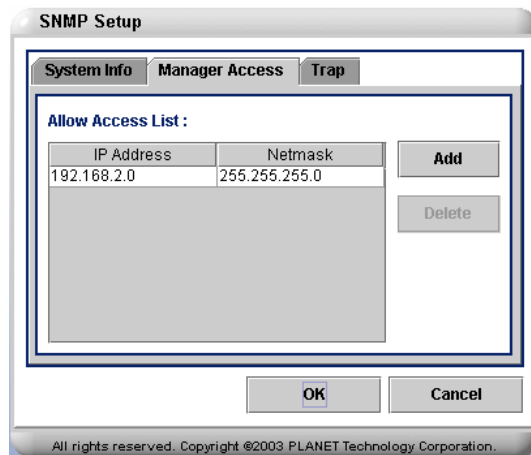 SNMP Setup
System Info Manager Access Trap
Allow Access List :
IP Address Netmask
192.168.2.0 255.255.255.0
Add
Delete
OK Cancel
All rights reserved. Copyright ©2003 PLANET Technology Corporation.